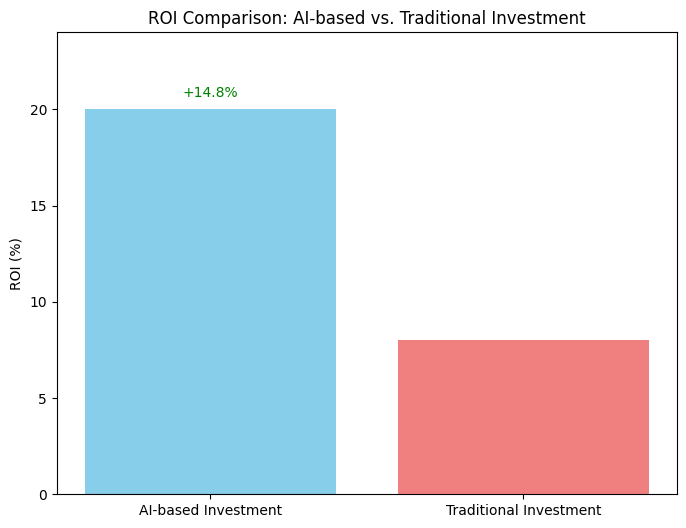 ROI Comparison: AI-based vs. Traditional Investment
+14.8%
20
15
10
5
0
ROI (%)
AI-based Investment
Traditional Investment